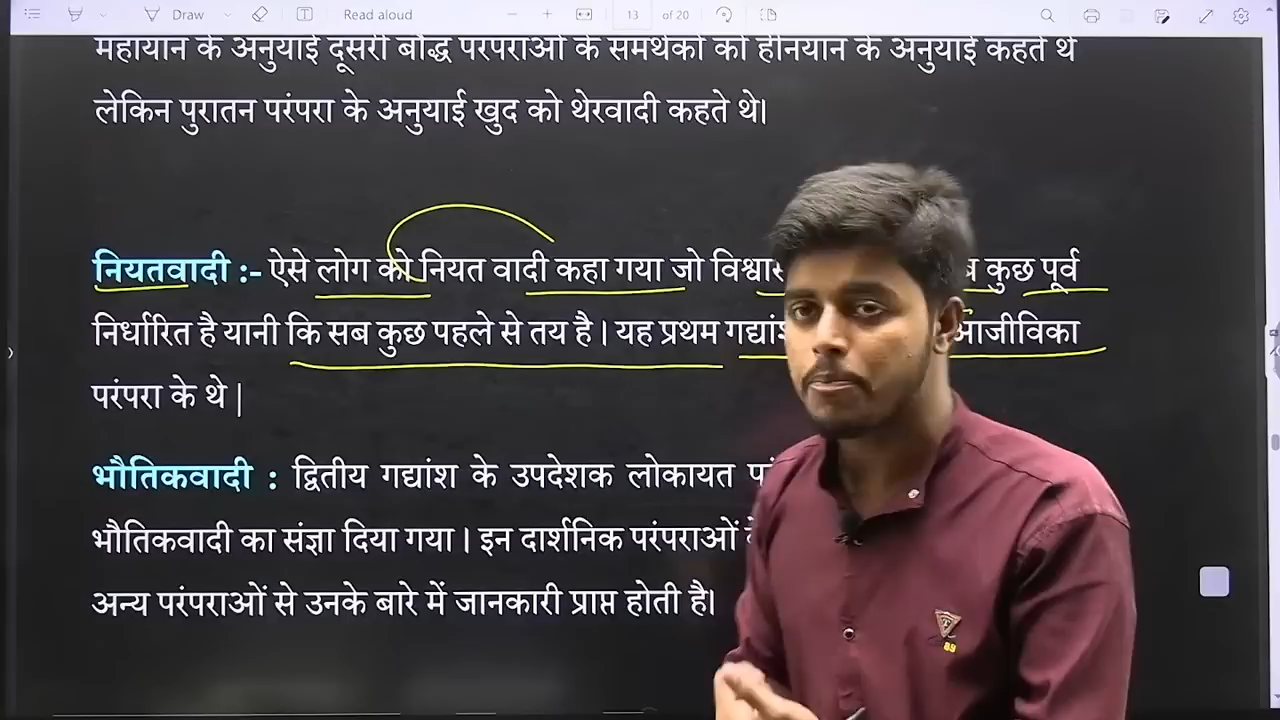 Draw
Read aloud
13 of 20
महायान के अनुयाई दूसरी बौद्ध परंपराओं के समर्थकों को हीनयान के अनुयाई कहते थे
लेकिन पुरातन परंपरा के अनुयाई खुद को थेरवादी कहते थे।
नियतवादी :- ऐसे लोग को नियत वादी कहा गया जो कुछ पूर्व
निर्धारित है यानी कि सब कुछ पहले से तय है। यह प्रथम आजीविका
परंपरा के थे |
भौतिकवादी : द्वितीय गद्यांश के उपदेशक लोकायत
भौतिकवादी का संज्ञा दिया गया। इन दार्शनिक परंपराओं
अन्य परंपराओं से उनके बारे में जानकारी प्राप्त होती है।
89